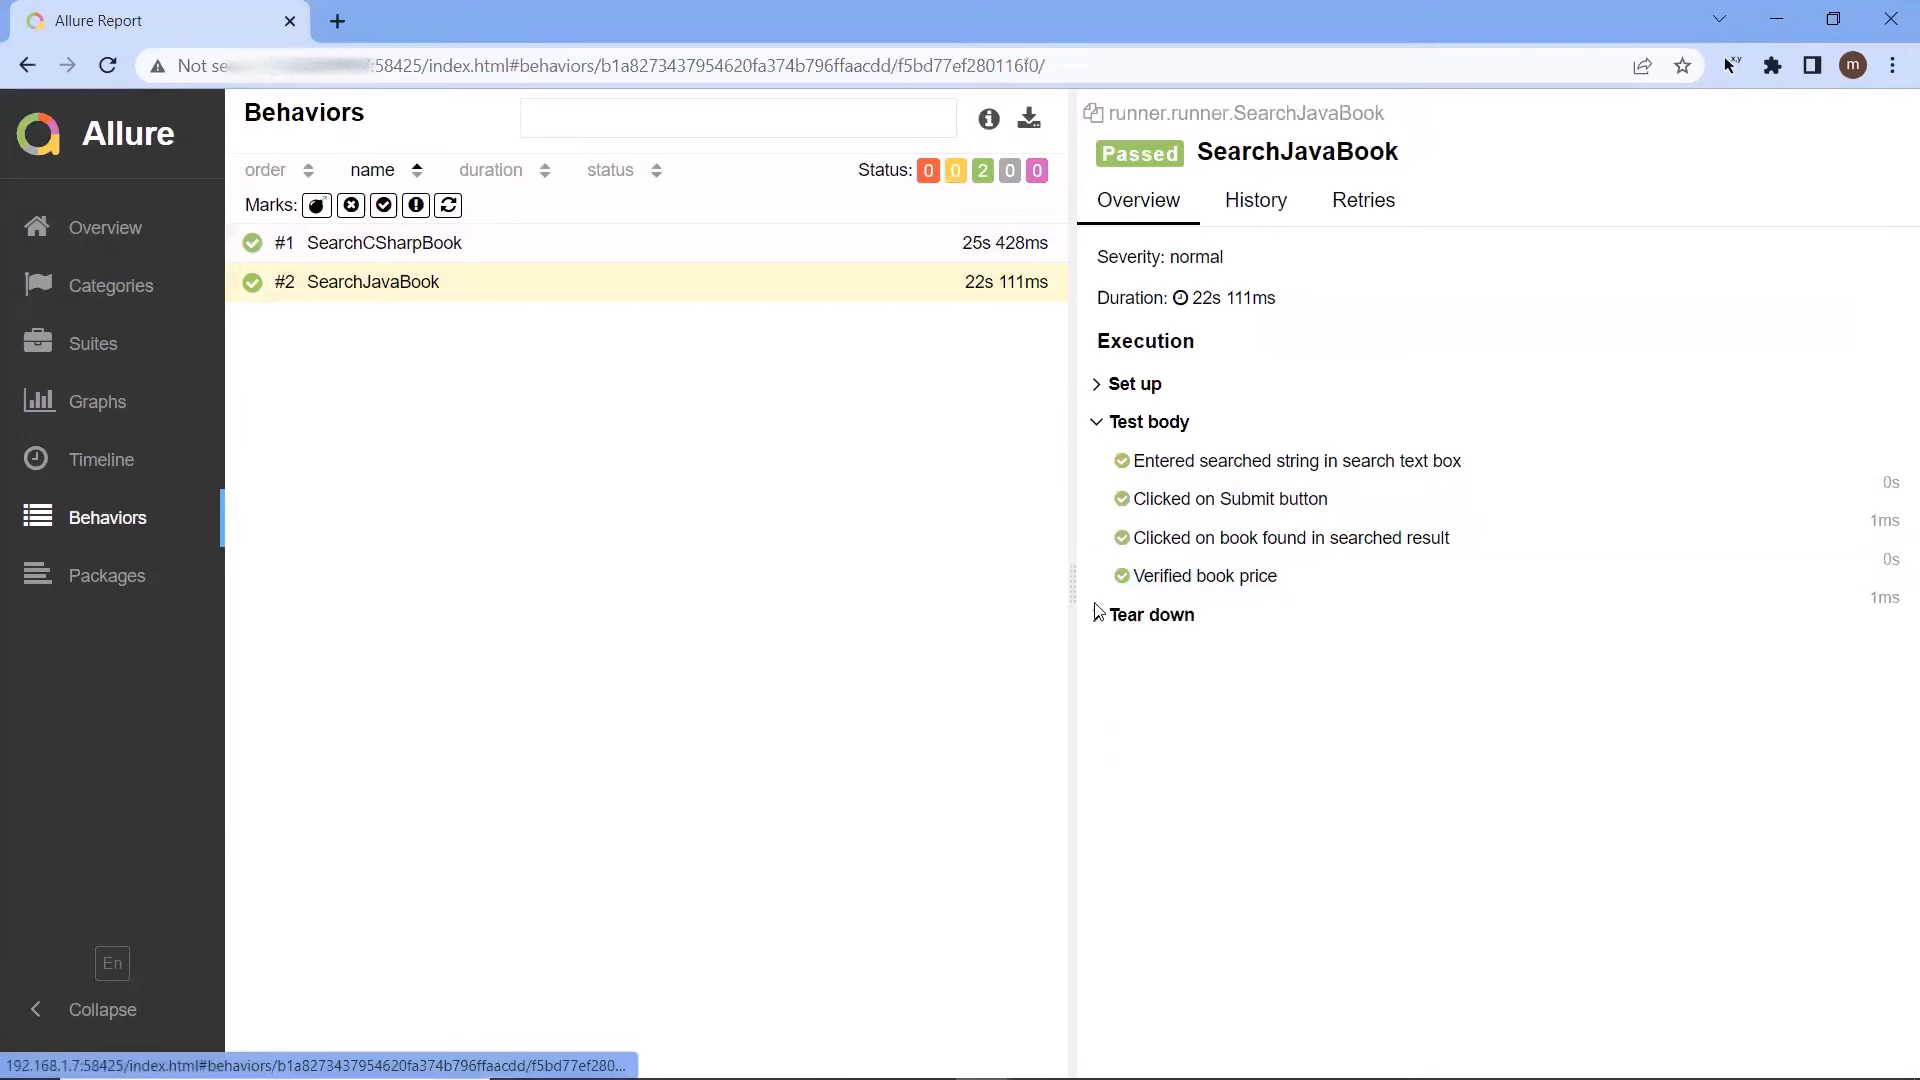 Allure Report
Not se :58425/index.html#behaviors/b1a8273437954620fa374b796ffaacdd/f5bd77ef280116f0/
m
Allure
Overview
Categories
Suites
Graphs
Timeline
Behaviors
Packages
En
Collapse
Behaviors
order name duration status Status: 0 0 2 0 0
Marks:
#1 SearchCSharpBook 25s 428ms
#2 SearchJavaBook 22s 111ms
runner.runner.SearchJavaBook
Passed SearchJavaBook
Overview History Retries
Severity: normal
Duration: 22s 111ms
Execution
Set up
Test body
Entered searched string in search text box
0s
Clicked on Submit button
1ms
Clicked on book found in searched result
0s
Verified book price
1ms
Tear down
192.168.1.7:58425/index.html#behaviors/b1a8273437954620fa374b796ffaacdd/f5bd77ef280...